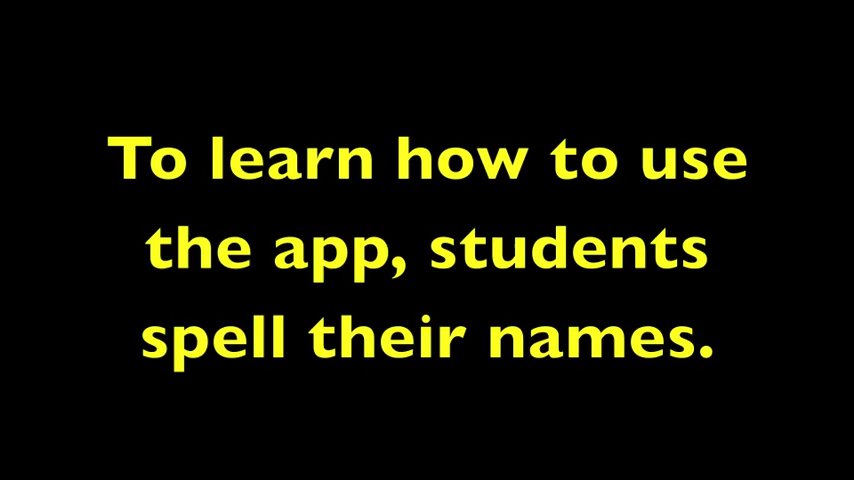 To learn how to use
the app, students
spell their names.